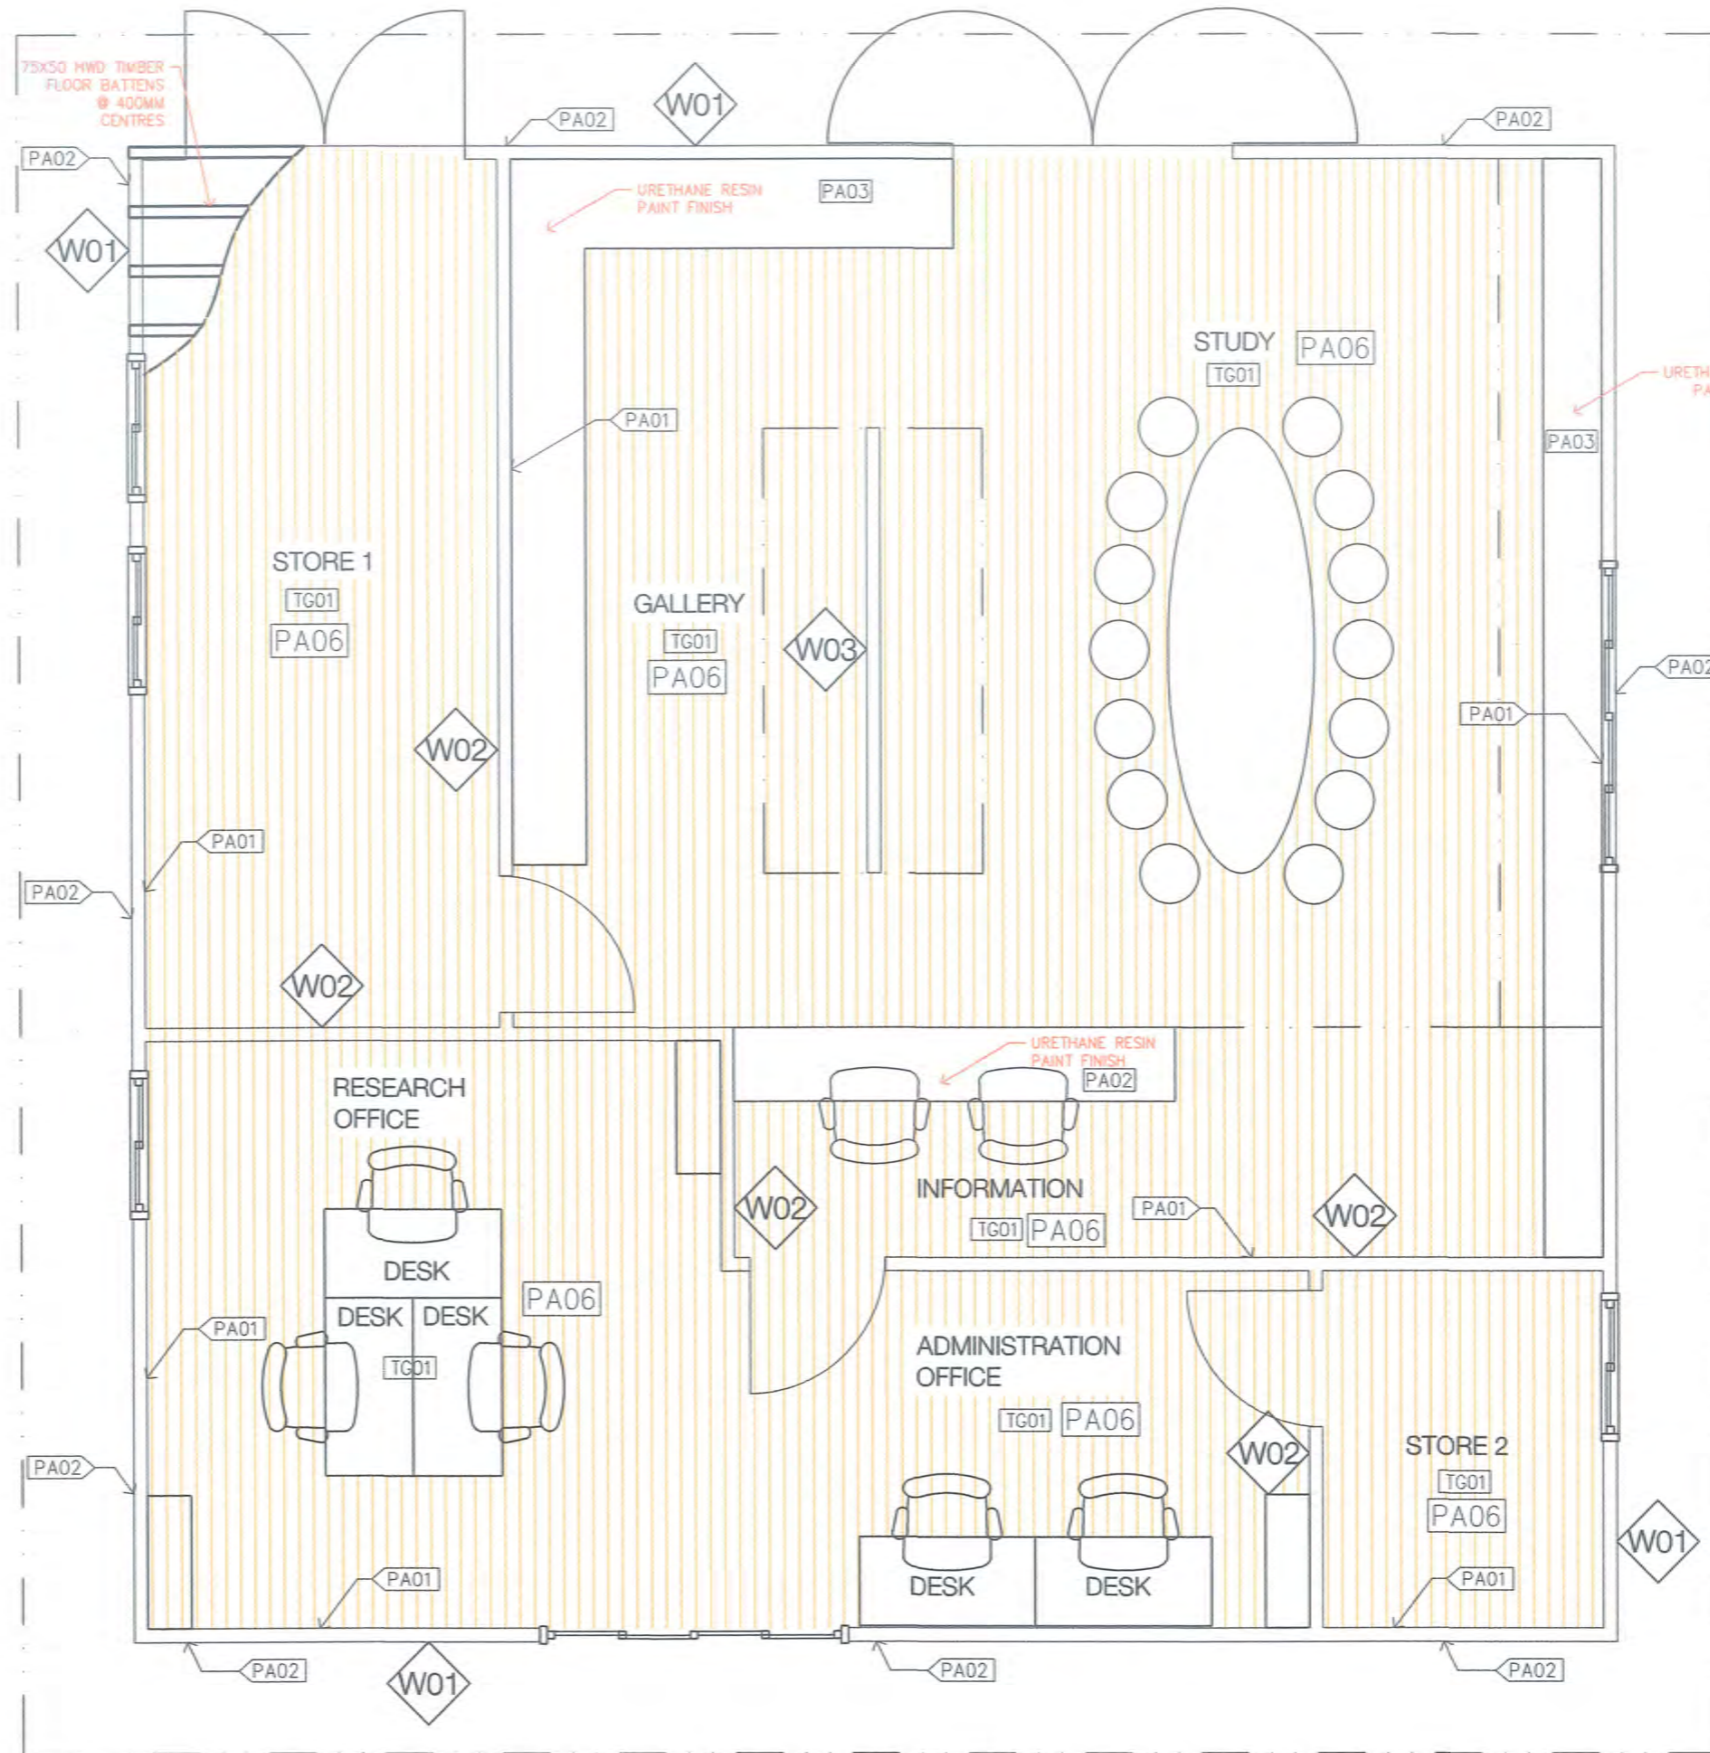 75X50 HWD TIMBER
FLOOR BATTENS
@ 400MM
CENTRES
W01
PA02
PA02
PA02
W01
URETHANE RESIN
PAINT FINISH
PA03
STUDY
PA06
TG01
PA01
PA03
STORE 1
TG01
PA06
GALLERY
TG01
PA06
W03
PA02
PA01
W02
PA01
PA02
W02
URETHANE RESIN
PAINT FINISH
PA02
RESEARCH
OFFICE
INFORMATION
TG01
PA06
W02
PA01
W02
DESK
DESK
DESK
PA06
TG01
PA01
ADMINISTRATION
OFFICE
TG01
PA06
W02
STORE 2
TG01
PA06
PA02
W01
DESK
DESK
PA01
PA01
PA02
W01
PA02
PA02